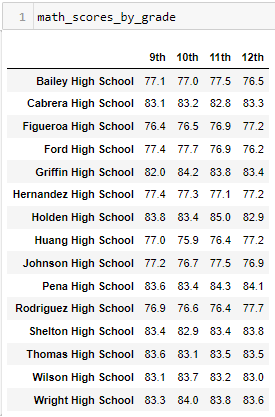 1 math_scores_by_grade
9th 10th 11th 12th
Bailey High School 77.1 77.0 77.5 76.5
Cabrera High School 83.1 83.2 82.8 83.3
Figueroa High School 76.4 76.5 76.9 77.2
Ford High School 77.4 77.7 76.9 76.2
Griffin High School 82.0 84.2 83.8 83.4
Hernandez High School 77.4 77.3 77.1 77.2
Holden High School 83.8 83.4 85.0 82.9
Huang High School 77.0 75.9 76.4 77.2
Johnson High School 77.2 76.7 77.5 76.9
Pena High School 83.6 83.4 84.3 84.1
Rodriguez High School 76.9 76.6 76.4 77.7
Shelton High School 83.4 82.9 83.4 83.8
Thomas High School 83.6 83.1 83.5 83.5
Wilson High School 83.1 83.7 83.2 83.0
Wright High School 83.3 84.0 83.8 83.6